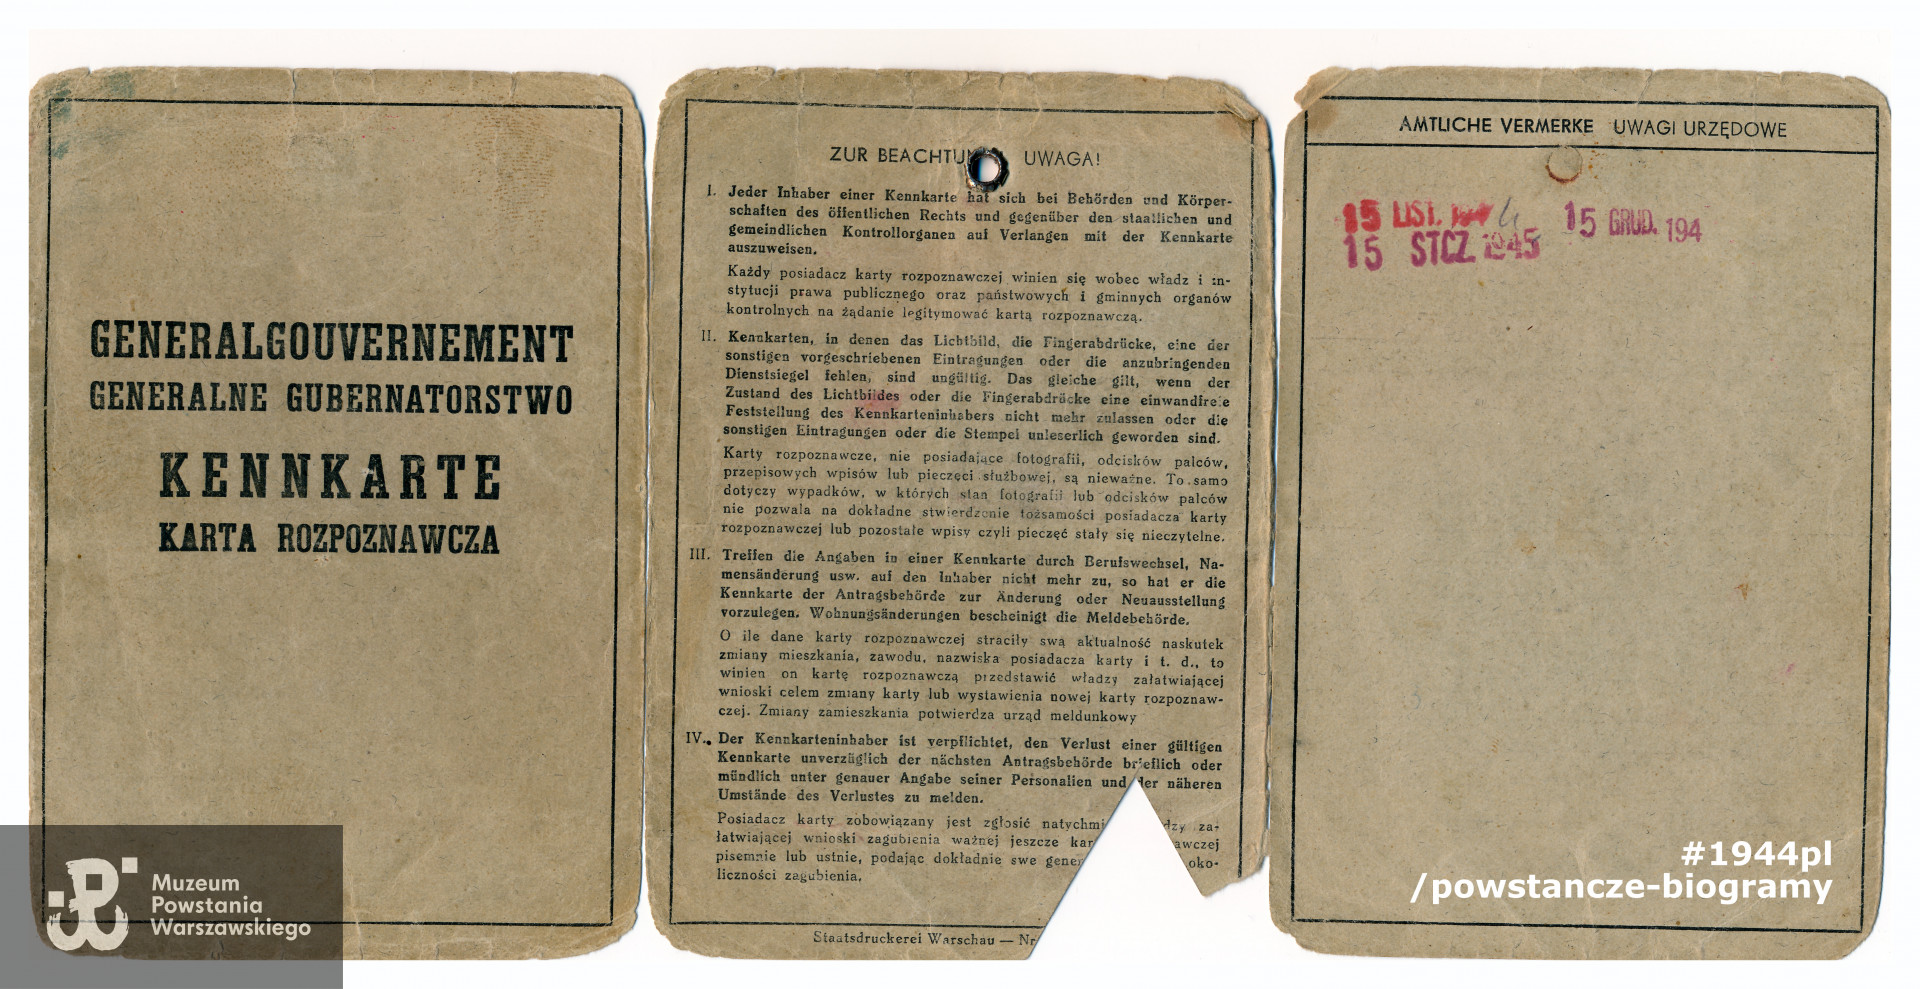 GENERALGOUVERNEMENT
GENERALNE GUBERNATORSTWO
KENNKARTE
KARTA ROZPOZNAWCZA
Muzeum
Powstania
Warszawskiego
ZUR BEACHTU UWAGA!
I. Jeder Inhaber einer Kennkarte hat sich bei Behörden und Körper-
schaften des öffentlichen Rechts und gegenüber den staatlichen und
gemeindlichen Kontrollorganen auf Verlangen mit der Kennkarte
auszuweisen.
Każdy posiadacz karty rozpoznawczej winien się wobec władz i in-
stytucji prawa publicznego oraz państwowych i gminnych organów
kontrolnych na żądanie legitymować kartą rozpoznawczą.
II. Kennkarten, in denen das Lichtbild, die Fingerabdrücke, eine der
sonstigen vorgeschriebenen Eintragungen oder die anzubringenden
Dienstsiegel fehlen, sind ungültig. Das gleiche gilt, wenn der
Zustand des Lichtbildes oder die Fingerabdrücke eine einwandfreie
Feststellung des Kennkarteninhabers nicht mehr zulassen oder die
sonstigen Eintragungen oder die Stempel unleserlich geworden sind.
Karty rozpoznawcze, nie posiadające fotografii, odcisków palców,
przepisowych wpisów lub pieczęci służbowej, są nieważne. To samo
dotyczy wypadków, w których stan fotografii lub odcisków palców
nie pozwala na dokładne stwierdzenie tożsamości posiadacza karty
rozpoznawczej lub pozostałe wpisy czyli pieczęć stały się nieczytelne.
III. Treffen die Angaben in einer Kennkarte durch Berufswechsel, Na-
mensänderung usw. auf den Inhaber nicht mehr zu, so hat er die
Kennkarte der Antragsbehörde zur Änderung oder Neuausstellung
vorzulegen. Wohnungsänderungen bescheinigt die Meldebehörde.
O ile dane karty rozpoznawczej straciły swą aktualność naskutek
zmiany mieszkania, zawodu, nazwiska posiadacza karty i t. d., to
winien on kartę rozpoznawczą przedstawić władzy załatwiającej
wnioski celem zmiany karty lub wystawienia nowej karty rozpoznaw-
czej. Zmiany zamieszkania potwierdza urząd meldunkowy
IV. Der Kennkarteninhaber ist verpflichtet, den Verlust einer gültigen
Kennkarte unverzüglich der nächsten Antragsbehörde brieflich oder
mündlich unter genauer Angabe seiner Personalien und der näheren
Umstände des Verlustes zu melden.
Posiadacz karty zobowiązany jest zgłosić natychmi dzy za-
łatwiającej wnioski zagubienia ważnej jeszcze kar awczej
pisemnie lub ustnie, podając dokładnie swe gener oko-
liczności zagubienia.
Staatsdruckerei Warschau — Nr
AMTLICHE VERMERKE UWAGI URZĘDOWE
15 LIST. 4 15 GRUD. 194
15 STCZ. 1945
#1944pl
/powstancze-biogramy